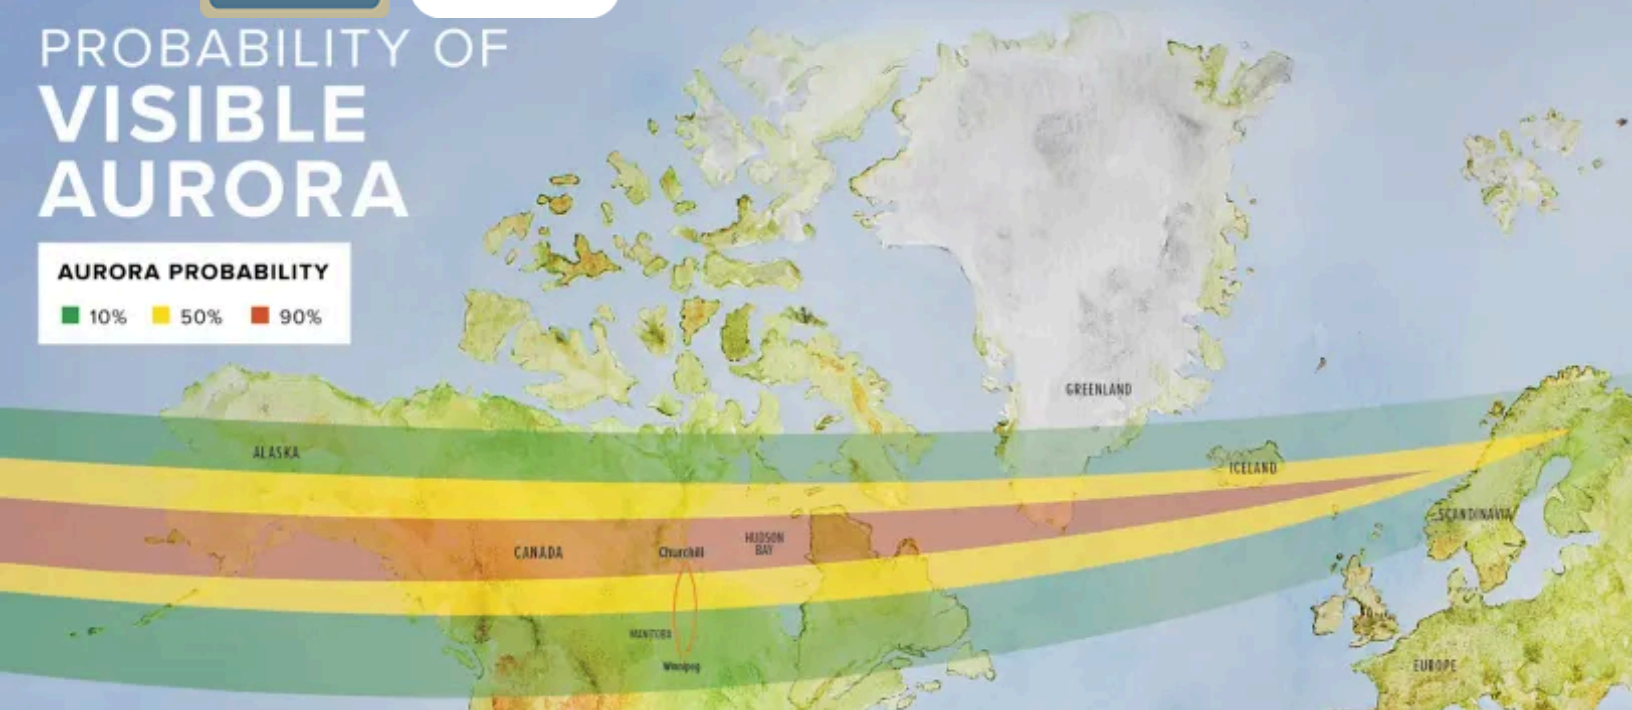 PROBABILITY OF
VISIBLE
AURORA
AURORA PROBABILITY
10% 50% 90%
GREENLAND
ALASKA
ICELAND
SCANDINAVIA
CANADA
Churchill
HUDSON
BAY
MANITOBA
Winnipeg
EUROPE